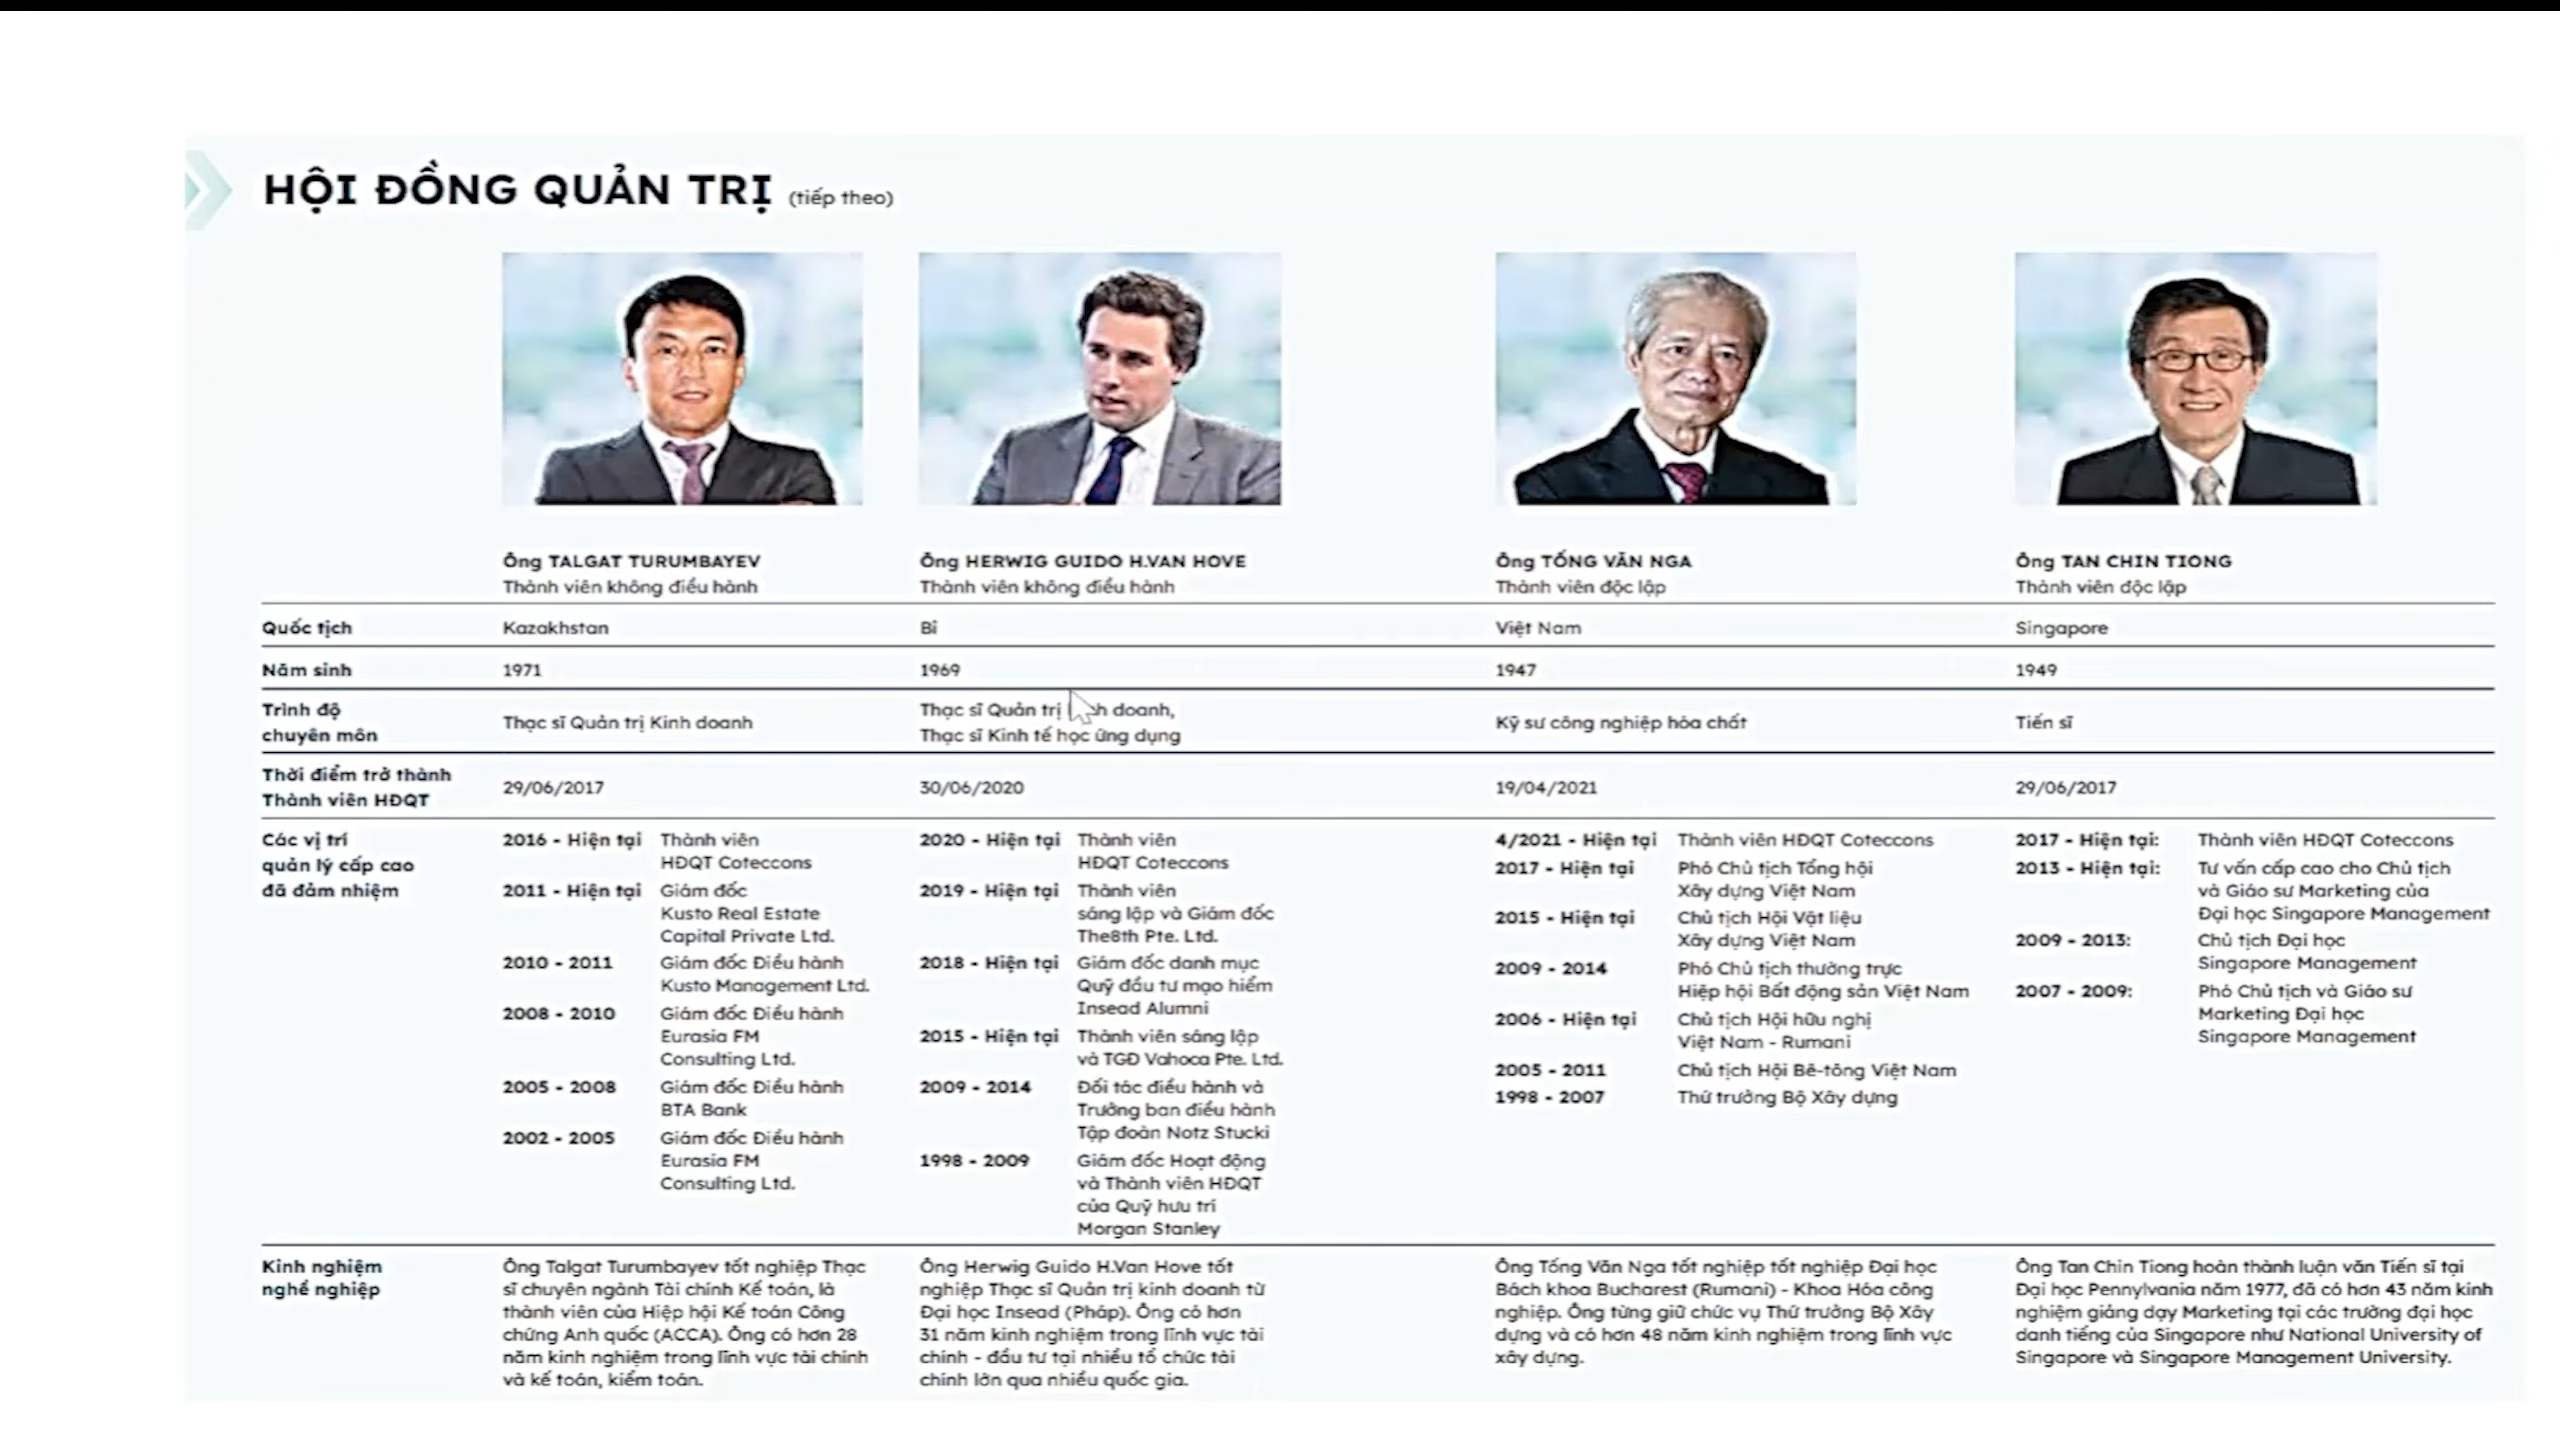 HỘI ĐỒNG QUẢN TRỊ (tiếp theo)
Ông TALGAT TURUMBAYEV
Thành viên không điều hành
Ông HERWIG GUIDO H.VAN HOVE
Thành viên không điều hành
Ông TỐNG VĂN NGA
Thành viên độc lập
Ông TAN CHIN TIONG
Thành viên độc lập
Quốc tịch
Kazakhstan
Bỉ
Việt Nam
Singapore
Năm sinh
1971
1969
1947
1949
Trình độ
chuyên môn
Thạc sĩ Quản trị Kinh doanh
Thạc sĩ Quản trị doanh,
Thạc sĩ Kinh tế học ứng dụng
Kỹ sư công nghiệp hóa chất
Tiến sĩ
Thời điểm trở thành
Thành viên HĐQT
29/06/2017
30/06/2020
19/04/2021
29/06/2017
Các vị trí
quản lý cấp cao
đã đảm nhiệm
2016 - Hiện tại Thành viên
HĐQT Coteccons
2011 - Hiện tại Giám đốc
Kusto Real Estate
Capital Private Ltd.
2010 - 2011 Giám đốc Điều hành
Kusto Management Ltd.
2008 - 2010 Giám đốc Điều hành
Eurasia FM
Consulting Ltd.
2005 - 2008 Giám đốc Điều hành
BTA Bank
2002 - 2005 Giám đốc Điều hành
Eurasia FM
Consulting Ltd.
2020 - Hiện tại Thành viên
HĐQT Coteccons
2019 - Hiện tại Thành viên
sáng lập và Giám đốc
The8th Pte. Ltd.
2018 - Hiện tại Giám đốc danh mục
Quỹ đầu tư mạo hiểm
Insead Alumni
2015 - Hiện tại Thành viên sáng lập
và TGĐ Vahoca Pte. Ltd.
2009 - 2014 Đối tác điều hành và
Trưởng ban điều hành
Tập đoàn Notz Stucki
1998 - 2009 Giám đốc Hoạt động
và Thành viên HĐQT
của Quỹ hưu trí
Morgan Stanley
4/2021 - Hiện tại Thành viên HĐQT Coteccons
2017 - Hiện tại Phó Chủ tịch Tổng hội
Xây dựng Việt Nam
2015 - Hiện tại Chủ tịch Hội Vật liệu
Xây dựng Việt Nam
2009 - 2014 Phó Chủ tịch thường trực
Hiệp hội Bất động sản Việt Nam
2006 - Hiện tại Chủ tịch Hội hữu nghị
Việt Nam - Rumani
2005 - 2011 Chủ tịch Hội Bê-tông Việt Nam
1998 - 2007 Thứ trưởng Bộ Xây dựng
2017 - Hiện tại: Thành viên HĐQT Coteccons
2013 - Hiện tại: Tư vấn cấp cao cho Chủ tịch
và Giáo sư Marketing của
Đại học Singapore Management
2009 - 2013: Chủ tịch Đại học
Singapore Management
2007 - 2009: Phó Chủ tịch và Giáo sư
Marketing Đại học
Singapore Management
Kinh nghiệm
nghề nghiệp
Ông Talgat Turumbayev tốt nghiệp Thạc
sĩ chuyên ngành Tài chính Kế toán, là
thành viên của Hiệp hội Kế toán Công
chứng Anh quốc (ACCA). Ông có hơn 28
năm kinh nghiệm trong lĩnh vực tài chính
và kế toán, kiểm toán.
Ông Herwig Guido H.Van Hove tốt
nghiệp Thạc sĩ Quản trị kinh doanh từ
Đại học Insead (Pháp). Ông có hơn
31 năm kinh nghiệm trong lĩnh vực tài
chính - đầu tư tại nhiều tổ chức tài
chính lớn qua nhiều quốc gia.
Ông Tống Văn Nga tốt nghiệp tốt nghiệp Đại học
Bách khoa Bucharest (Rumani) - Khoa Hóa công
nghiệp. Ông từng giữ chức vụ Thứ trưởng Bộ Xây
dựng và có hơn 48 năm kinh nghiệm trong lĩnh vực
xây dựng.
Ông Tan Chin Tiong hoàn thành luận văn Tiến sĩ tại
Đại học Pennylvania năm 1977, đã có hơn 43 năm kinh
nghiệm giảng dạy Marketing tại các trường đại học
danh tiếng của Singapore như National University of
Singapore và Singapore Management University.